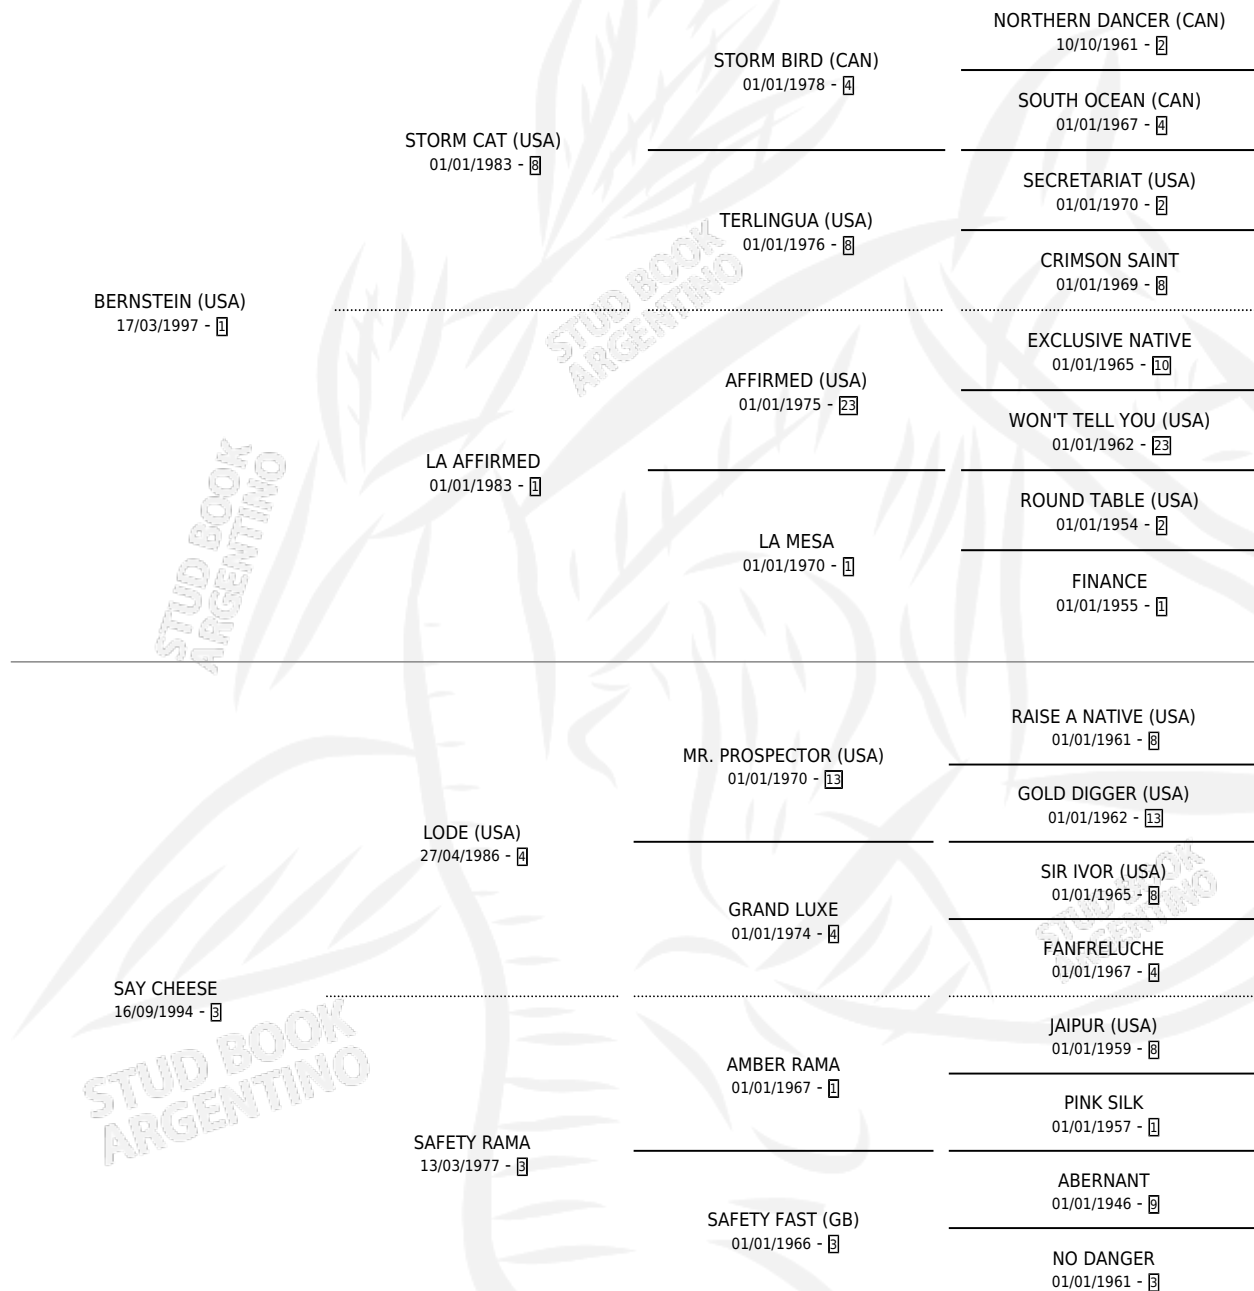 NORTHERN DANCER (CAN)
10/10/1961 - 2
STORM BIRD (CAN)
01/01/1978 - 4
SOUTH OCEAN (CAN)
01/01/1967 - 4
STORM CAT (USA)
01/01/1983 - 8
SECRETARIAT (USA)
01/01/1970 - 2
TERLINGUA (USA)
01/01/1976 - 8
CRIMSON SAINT
01/01/1969 - 8
BERNSTEIN (USA)
17/03/1997 - 1
EXCLUSIVE NATIVE
01/01/1965 - 10
AFFIRMED (USA)
01/01/1975 - 23
WON'T TELL YOU (USA)
01/01/1962 - 23
LA AFFIRMED
01/01/1983 - 1
ROUND TABLE (USA)
01/01/1954 - 2
LA MESA
01/01/1970 - 1
FINANCE
01/01/1955 - 1
RAISE A NATIVE (USA)
01/01/1961 - 8
MR. PROSPECTOR (USA)
01/01/1970 - 13
GOLD DIGGER (USA)
01/01/1962 - 13
LODE (USA)
27/04/1986 - 4
SIR IVOR (USA)
01/01/1965 - 8
GRAND LUXE
01/01/1974 - 4
FANFRELUCHE
01/01/1967 - 4
SAY CHEESE
16/09/1994 - 3
JAIPUR (USA)
01/01/1959 - 8
AMBER RAMA
01/01/1967 - 1
PINK SILK
01/01/1957 - 1
SAFETY RAMA
13/03/1977 - 3
ABERNANT
01/01/1946 - 9
SAFETY FAST (GB)
01/01/1966 - 3
NO DANGER
01/01/1961 - 3
STUD BOOK
ARGENTINO
STUD BOOK
ARGENTINO
STUD BOOK
ARGENTINO
STUD BOOK
ARGENTINO